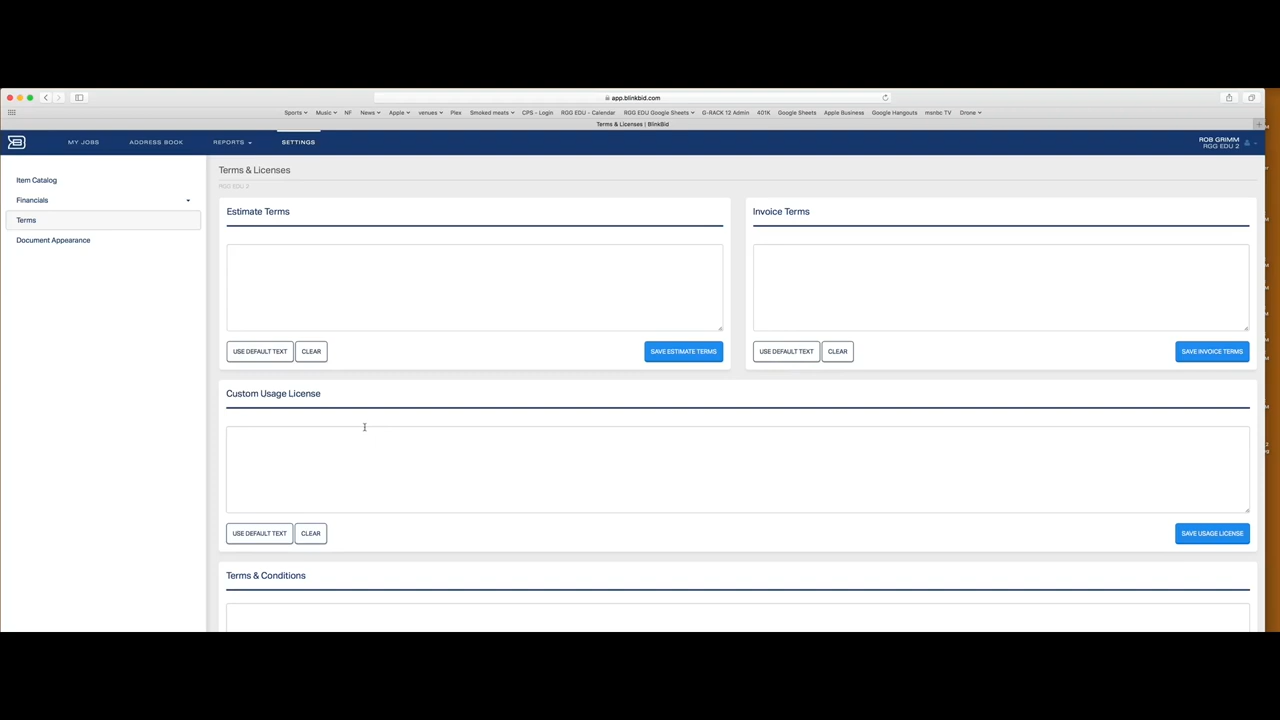 app.blinkbid.com
Sports Music NF News Apple venues Plex Smoked meats CPS - Login RGG EDU - Calendar RGG EDU Google Sheets G-RACK 12 Admin 401K Google Sheets Apple Business Google Hangouts msnbc TV Drone
Terms & Licenses | BlinkBid
MY JOBS ADDRESS BOOK REPORTS SETTINGS
ROB GRIMM
RGG EDU 2
Item Catalog
Financials
Terms
Document Appearance
Terms & Licenses
RGG EDU 2
Estimate Terms
USE DEFAULT TEXT CLEAR SAVE ESTIMATE TERMS
Invoice Terms
USE DEFAULT TEXT CLEAR SAVE INVOICE TERMS
Custom Usage License
USE DEFAULT TEXT CLEAR SAVE USAGE LICENSE
Terms & Conditions